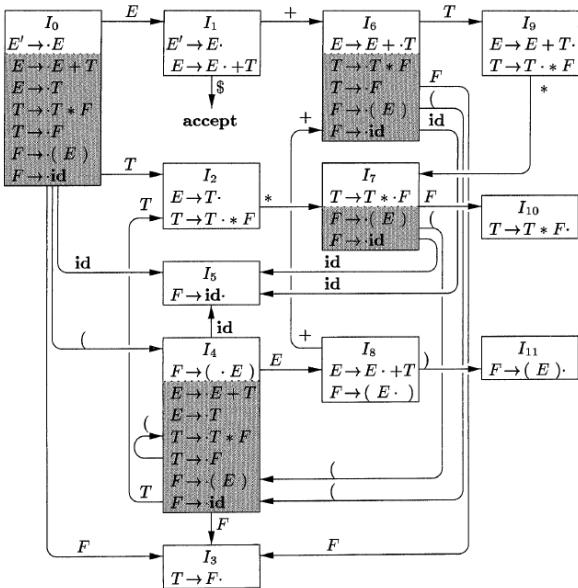 I₀
E′ → ·E
E → ·E + T
E → ·T
T → ·T * F
T → ·F
F → ·( E )
F → ·id
E
I₁
E′ → E·
E → E· + T
$
accept
+
I₆
E → E + ·T
T → ·T * F
T → ·F
F → ·( E )
F → ·id
T
I₉
E → E + T·
T → T· * F
*
F
(
id
+
T
T
I₂
E → T·
T → T· * F
*
I₇
T → T * ·F
F → ·( E )
F → ·id
F
(
I₁₀
T → T * F·
id
I₅
F → id·
id
id
id
(
I₄
F → ( · E )
E → ·E + T
E → ·T
T → ·T * F
T → ·F
F → ·( E )
F → ·id
(
T
E
+
I₈
E → E· + T
F → ( E· )
)
I₁₁
F → ( E )·
(
(
F
F
I₃
T → F·
F